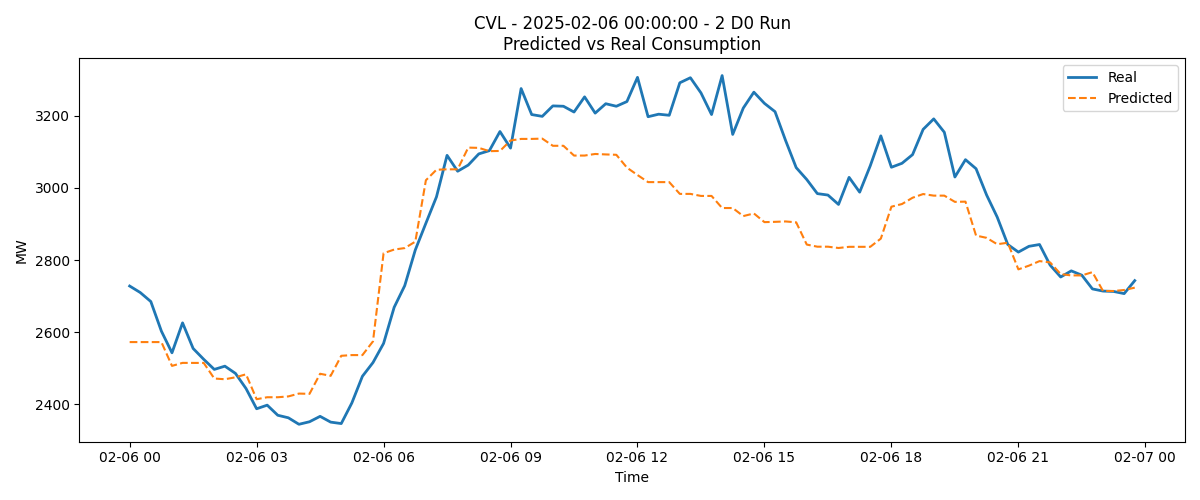 CVL - 2025-02-06 00:00:00 - 2 D0 Run
Predicted vs Real Consumption
Real
Predicted
MW
3200
3000
2800
2600
2400
02-06 00
02-06 03
02-06 06
02-06 09
02-06 12
02-06 15
02-06 18
02-06 21
02-07 00
Time